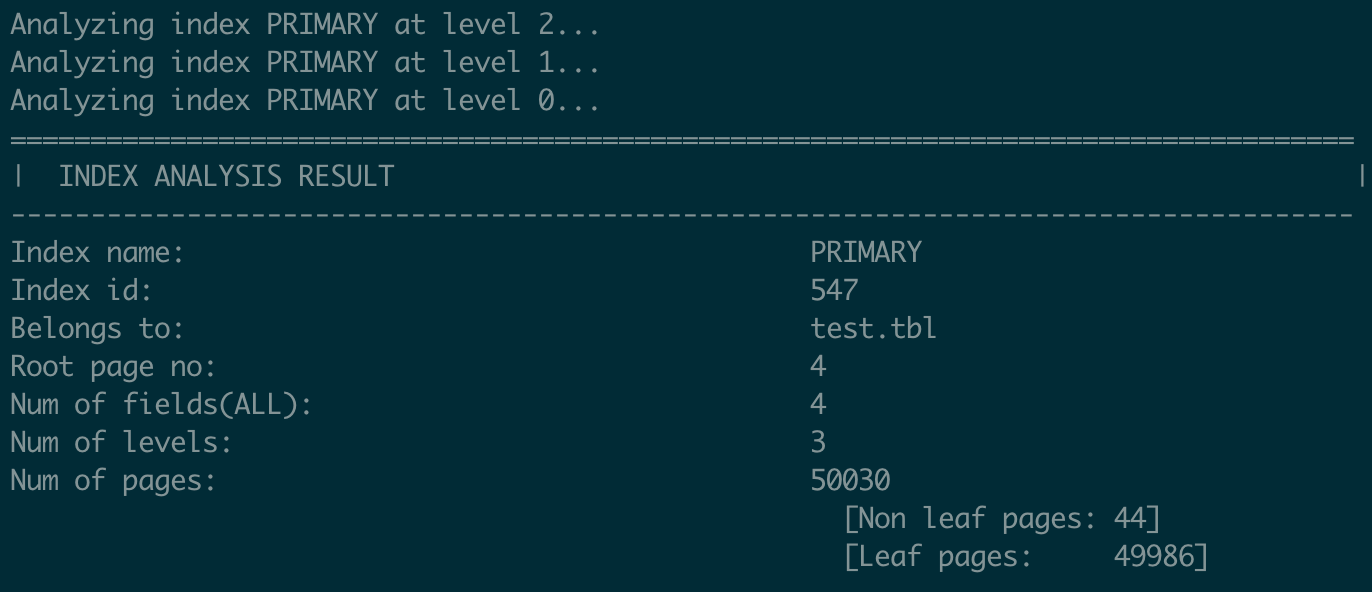 Analyzing index PRIMARY at level 2...
Analyzing index PRIMARY at level 1...
Analyzing index PRIMARY at level 0...
====================================================================================
|  INDEX ANALYSIS RESULT                                                            |
------------------------------------------------------------------------------------
Index name:                                       PRIMARY
Index id:                                         547
Belongs to:                                       test.tbl
Root page no:                                     4
Num of fields(ALL):                               4
Num of levels:                                    3
Num of pages:                                     50030
                                                    [Non leaf pages: 44]
                                                    [Leaf pages:     49986]